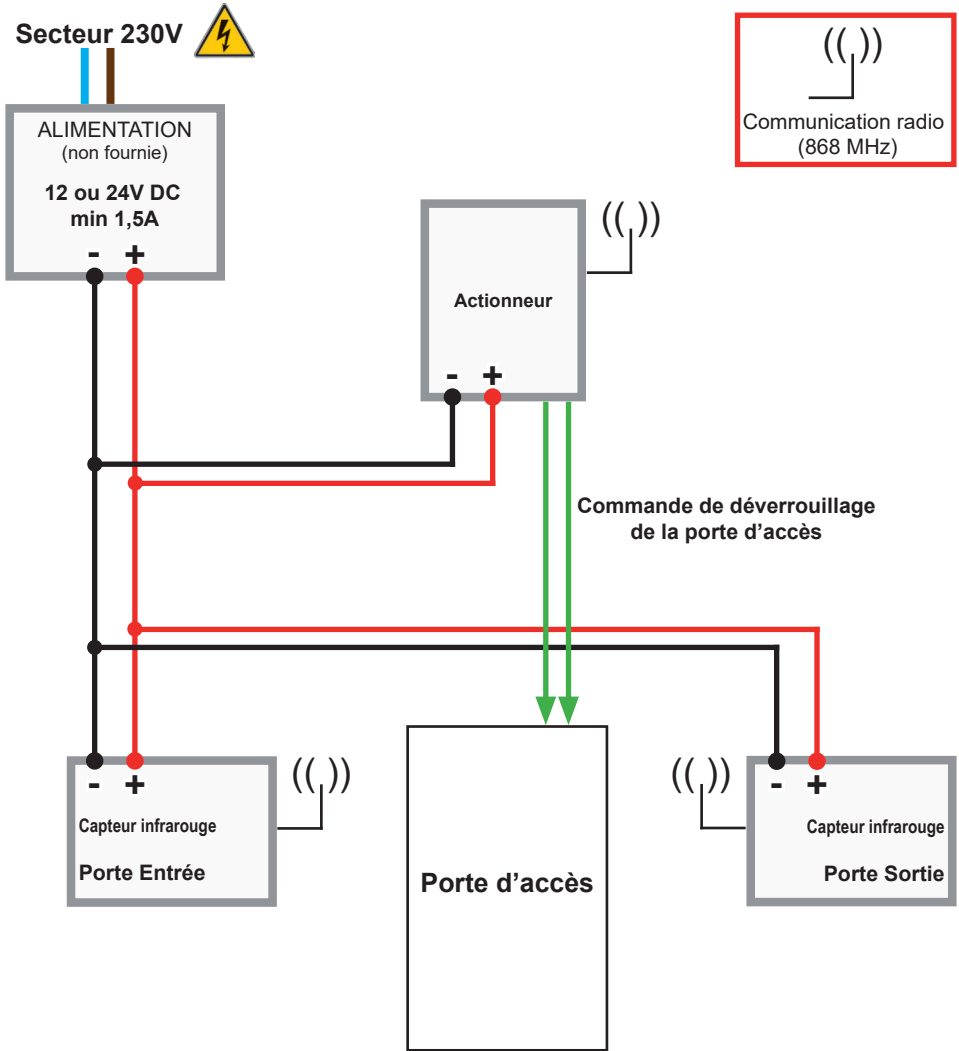 Secteur 230V
ALIMENTATION
(non fournie)
12 ou 24V DC
min 1,5A
- +
(( ))
Communication radio
(868 MHz)
(( ))
Actionneur
- +
Commande de déverrouillage
de la porte d’accès
- +
(( ))
Capteur infrarouge
Porte Entrée
Porte d’accès
(( ))
- +
Capteur infrarouge
Porte Sortie